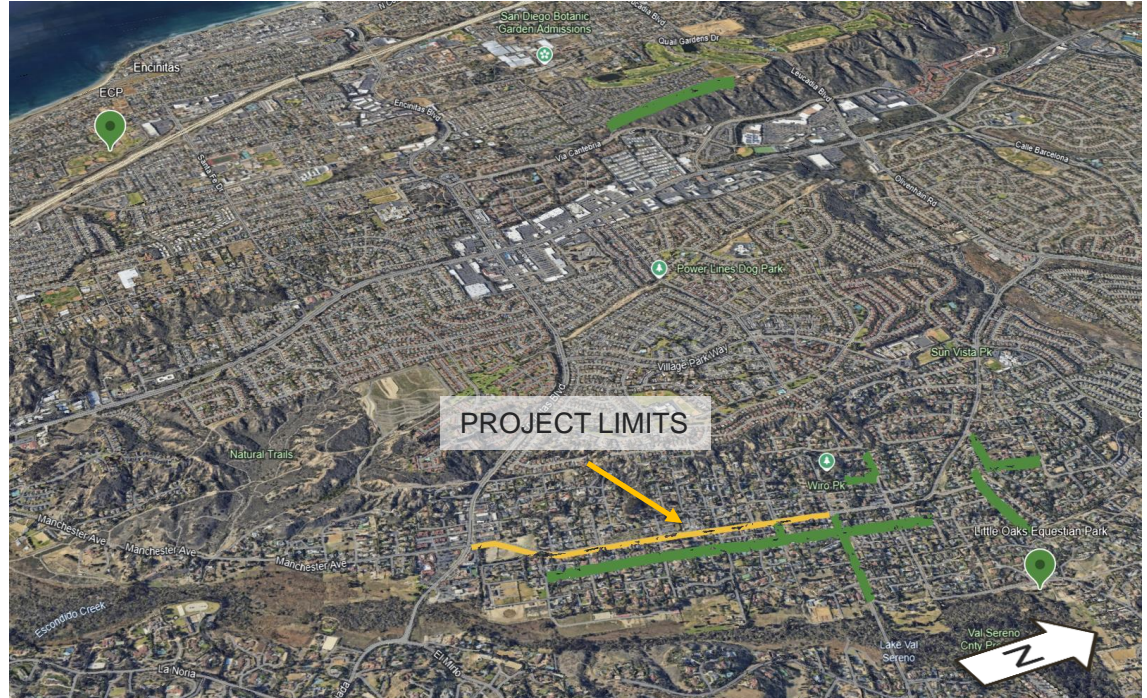 San Diego Botanic
Garden Admissions
Quail Gardens Dr
Encinitas
ECP
Encinitas Blvd
Leucadia Blvd
Santa Fe Dr
Via Cantebria
Calle Barcelona
Olivenhain Rd
Power Lines Dog Park
Village Park Way
Sun Vista Pk
PROJECT LIMITS
Natural Trails
Wiro Pk
Manchester Ave
Manchester Ave
Manchester Ave
Little Oaks Equestian Park
Escondido Creek
La Noria
El Mirlo
Lake Val
Sereno
Val Sereno
Cnty
N